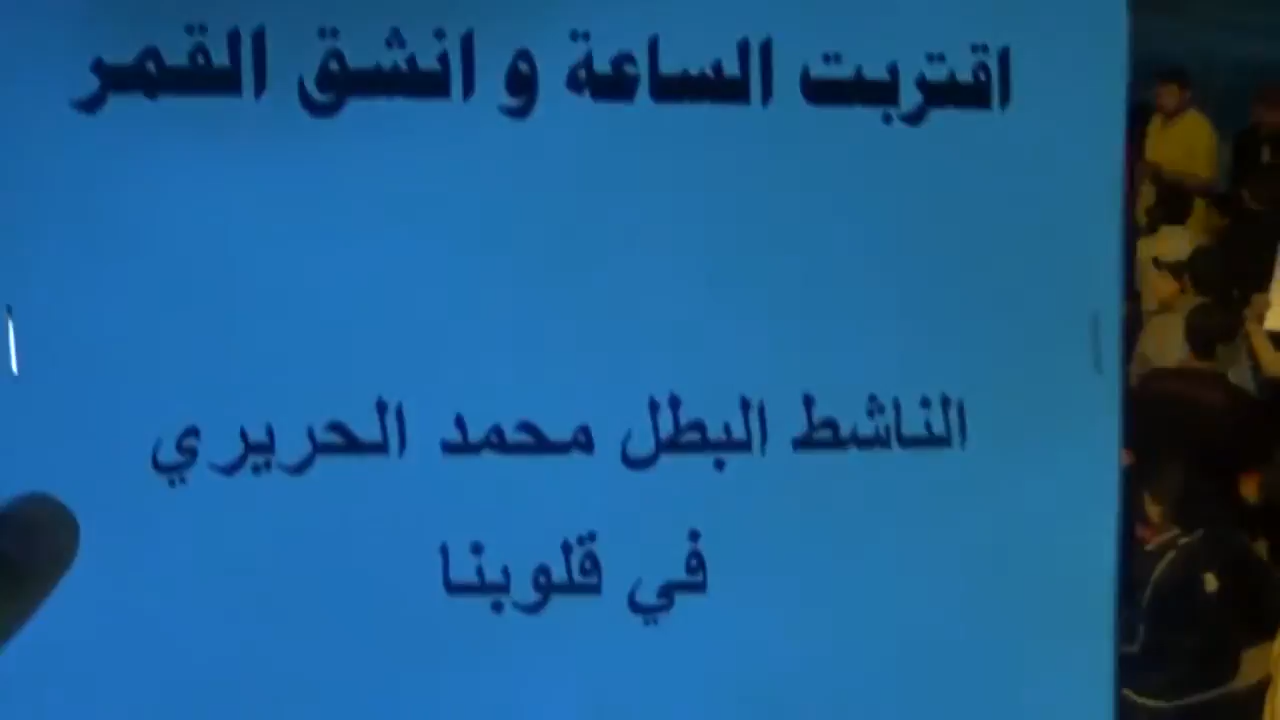 اقتربت الساعة و انشق القمر
الناشط البطل محمد الحريري
في قلوبنا